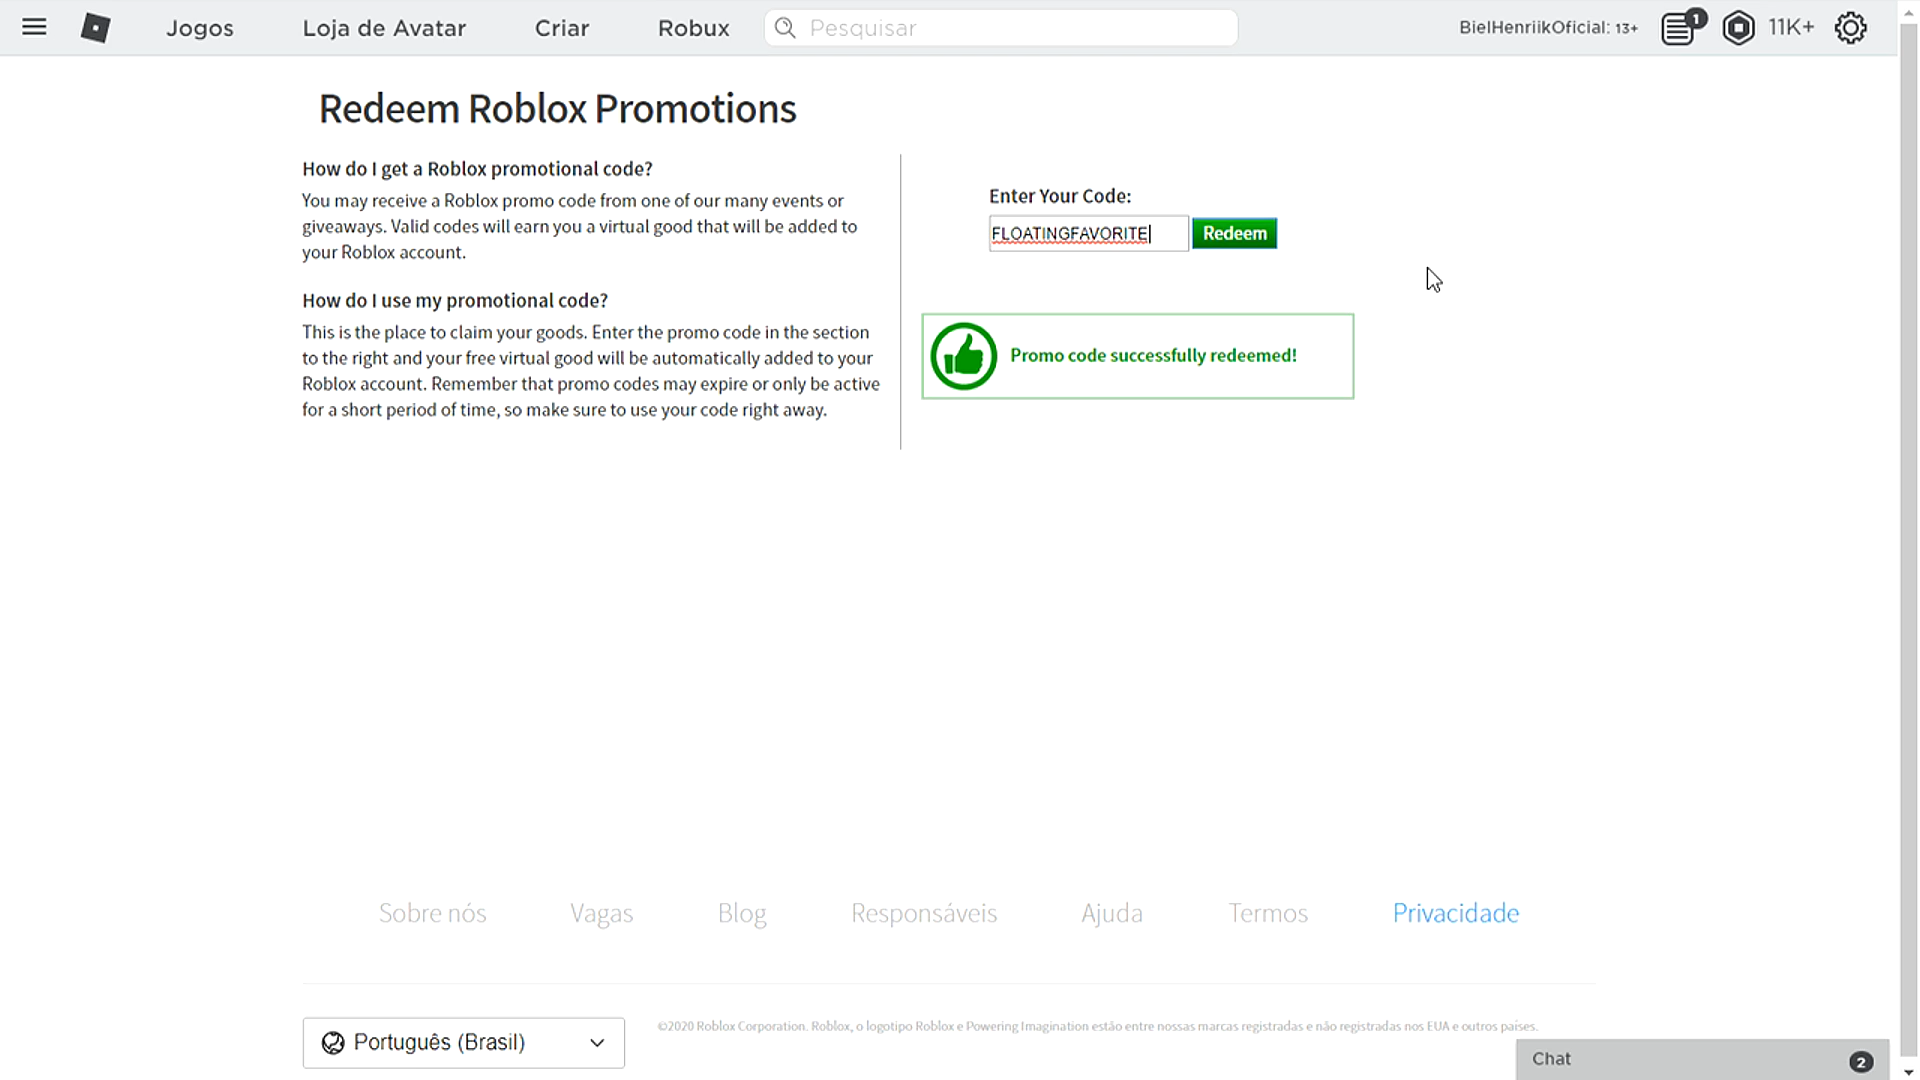 Jogos Loja de Avatar Criar Robux Pesquisar BielHenriikOficial: 13+ 1 11K+
Redeem Roblox Promotions
How do I get a Roblox promotional code?
You may receive a Roblox promo code from one of our many events or
giveaways. Valid codes will earn you a virtual good that will be added to
your Roblox account.
How do I use my promotional code?
This is the place to claim your goods. Enter the promo code in the section
to the right and your free virtual good will be automatically added to your
Roblox account. Remember that promo codes may expire or only be active
for a short period of time, so make sure to use your code right away.
Enter Your Code:
FLOATINGFAVORITE Redeem
Promo code successfully redeemed!
Sobre nós Vagas Blog Responsáveis Ajuda Termos Privacidade
Português (Brasil)
©2020 Roblox Corporation. Roblox, o logotipo Roblox e Powering Imagination estão entre nossas marcas registradas e não registradas nos EUA e outros países.
Chat 2